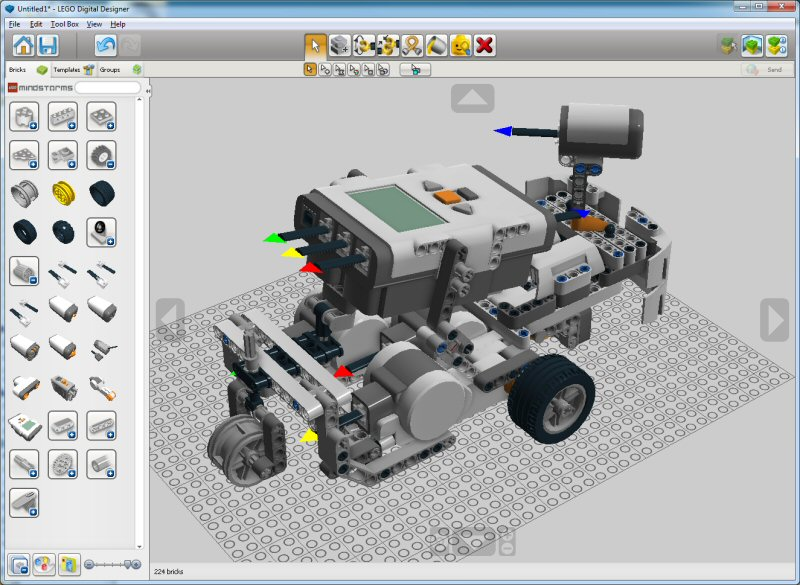 Untitled1* - LEGO Digital Designer
File Edit Tool Box View Help
Bricks Templates Groups
Send
mindstorms
224 bricks